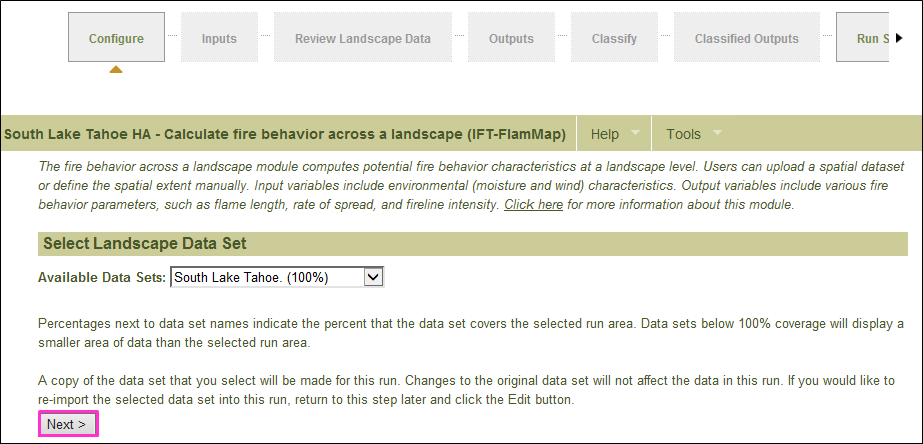 Configure Inputs Review Landscape Data Outputs Classify Classified Outputs Run S
South Lake Tahoe HA - Calculate fire behavior across a landscape (IFT-FlamMap) Help Tools
The fire behavior across a landscape module computes potential fire behavior characteristics at a landscape level. Users can upload a spatial dataset
or define the spatial extent manually. Input variables include environmental (moisture and wind) characteristics. Output variables include various fire
behavior parameters, such as flame length, rate of spread, and fireline intensity. Click here for more information about this module.
Select Landscape Data Set
Available Data Sets: South Lake Tahoe. (100%)
Percentages next to data set names indicate the percent that the data set covers the selected run area. Data sets below 100% coverage will display a
smaller area of data than the selected run area.
A copy of the data set that you select will be made for this run. Changes to the original data set will not affect the data in this run. If you would like to
re-import the selected data set into this run, return to this step later and click the Edit button.
Next >